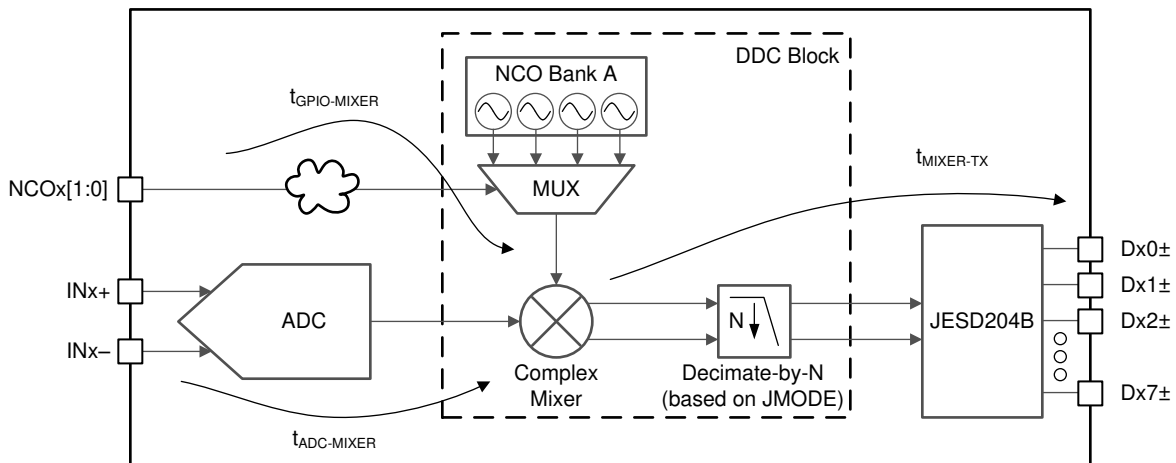 DDC Block
NCO Bank A
tGPIO-MIXER
tMIXER-TX
NCOx[1:0]
MUX
Dx0±
INx+
Dx1±
ADC
N
JESD204B
Dx2±
INx–
Complex
Mixer
Decimate-by-N
(based on JMODE)
Dx7±
tADC-MIXER